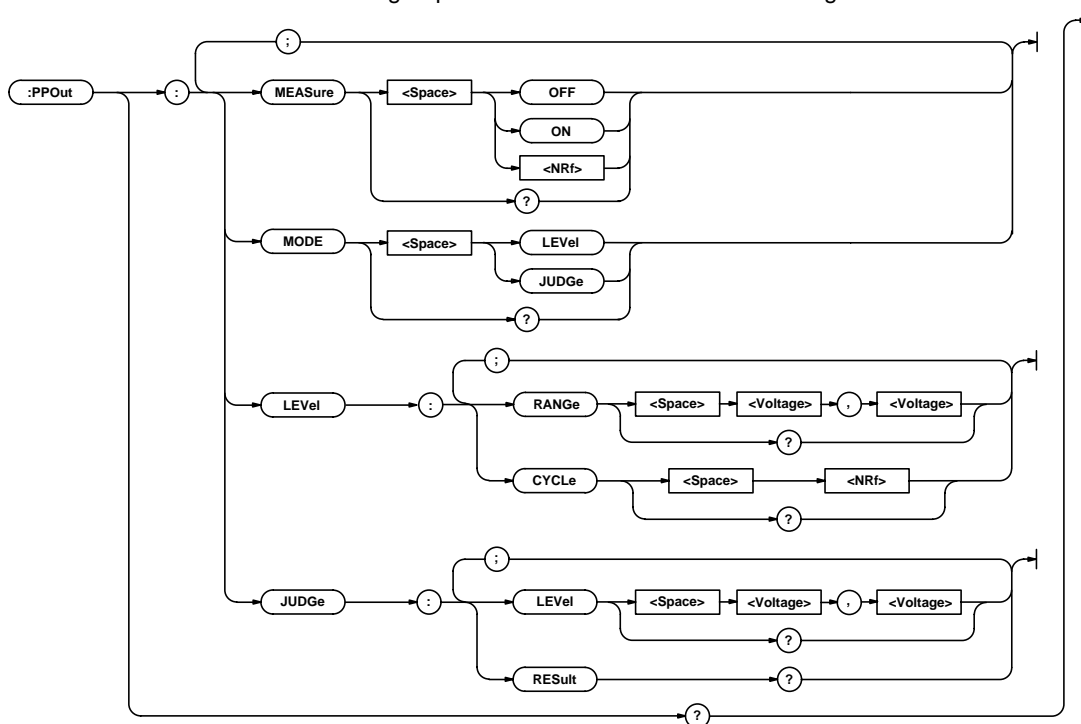 ;
:PPOut : MEASure <Space> OFF
ON
<NRf>
?
MODE <Space> LEVel
JUDGe
?
;
LEVel : RANGe <Space> <Voltage> , <Voltage>
?
CYCLe <Space> <NRf>
?
;
JUDGe : LEVel <Space> <Voltage> , <Voltage>
?
RESult ?
?